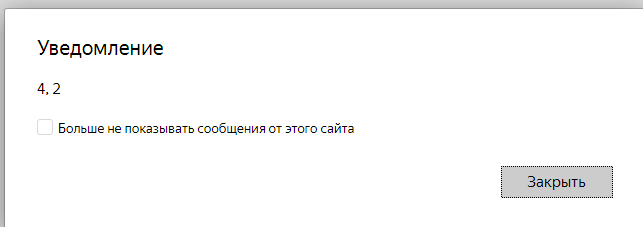 Уведомление
4, 2
Больше не показывать сообщения от этого сайта
Закрыть